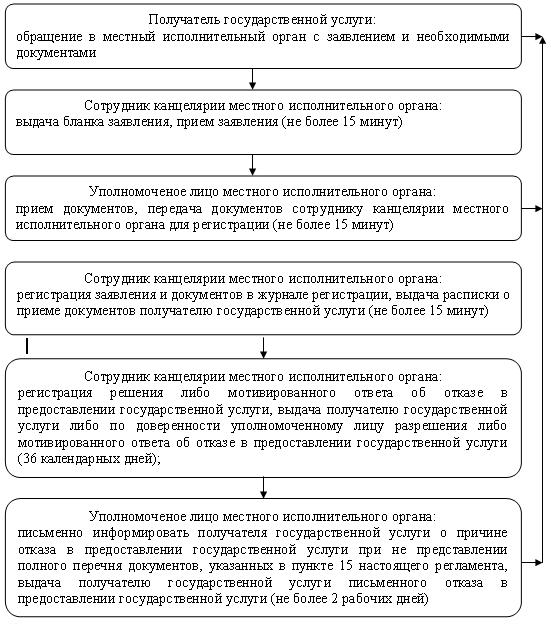 Получатель государственной услуги:
обращение в местный исполнительный орган с заявлением и необходимыми
документами
Сотрудник канцелярии местного исполнительного органа:
выдача бланка заявления, прием заявления (не более 15 минут)
Уполномоченое лицо местного исполнительного органа:
прием документов, передача документов сотруднику канцелярии местного
исполнительного органа для регистрации (не более 15 минут)
Сотрудник канцелярии местного исполнительного органа:
регистрация заявления и документов в журнале регистрации, выдача расписки о
приеме документов получателю государственной услуги (не более 15 минут)
Сотрудник канцелярии местного исполнительного органа:
регистрация решения либо мотивированного ответа об отказе в
предоставлении государственной услуги, выдача получателю государственной
услуги либо по доверенности уполномоченному лицу разрешения либо
мотивированного ответа об отказе в предоставлении государственной услуги
(36 календарных дней);
Уполномоченое лицо местного исполнительного органа:
письменно информировать получателя государственной услуги о причине
отказа в предоставлении государственной услуги при не представлении
полного перечня документов, указанных в пункте 15 настоящего регламента,
выдача получателю государственной услуги письменного отказа в
предоставлении государственной услуги (не более 2 рабочих дней)